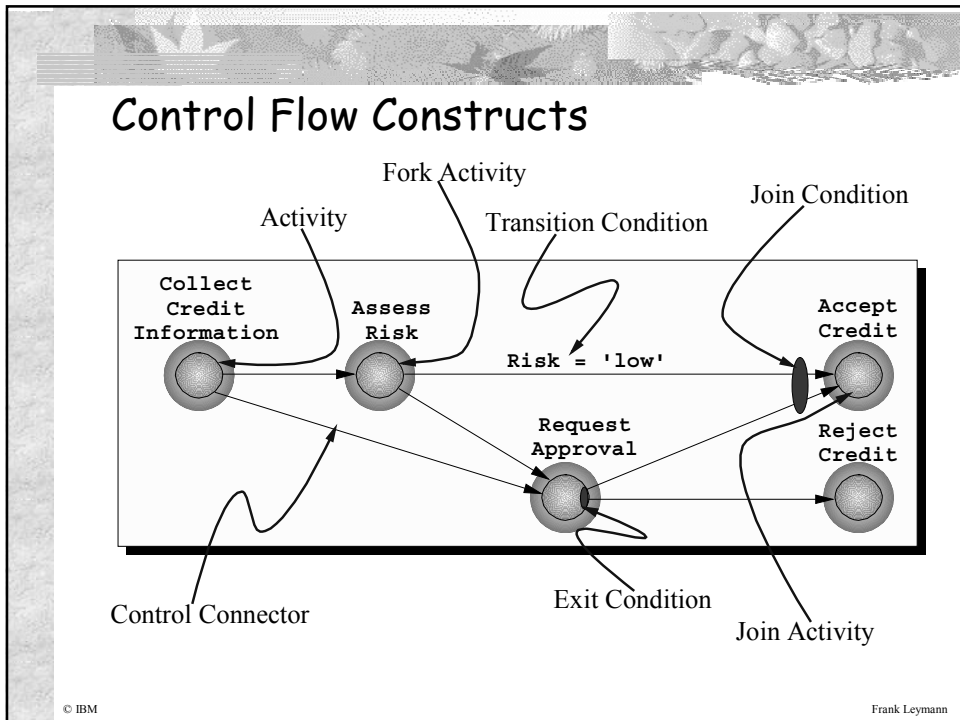 Control Flow Constructs
Fork Activity
Join Condition
Activity
Transition Condition
Collect
Credit
Information
Assess
Risk
Accept
Credit
Risk = 'low'
Request
Approval
Reject
Credit
Control Connector
Exit Condition
Join Activity
© IBM
Frank Leymann